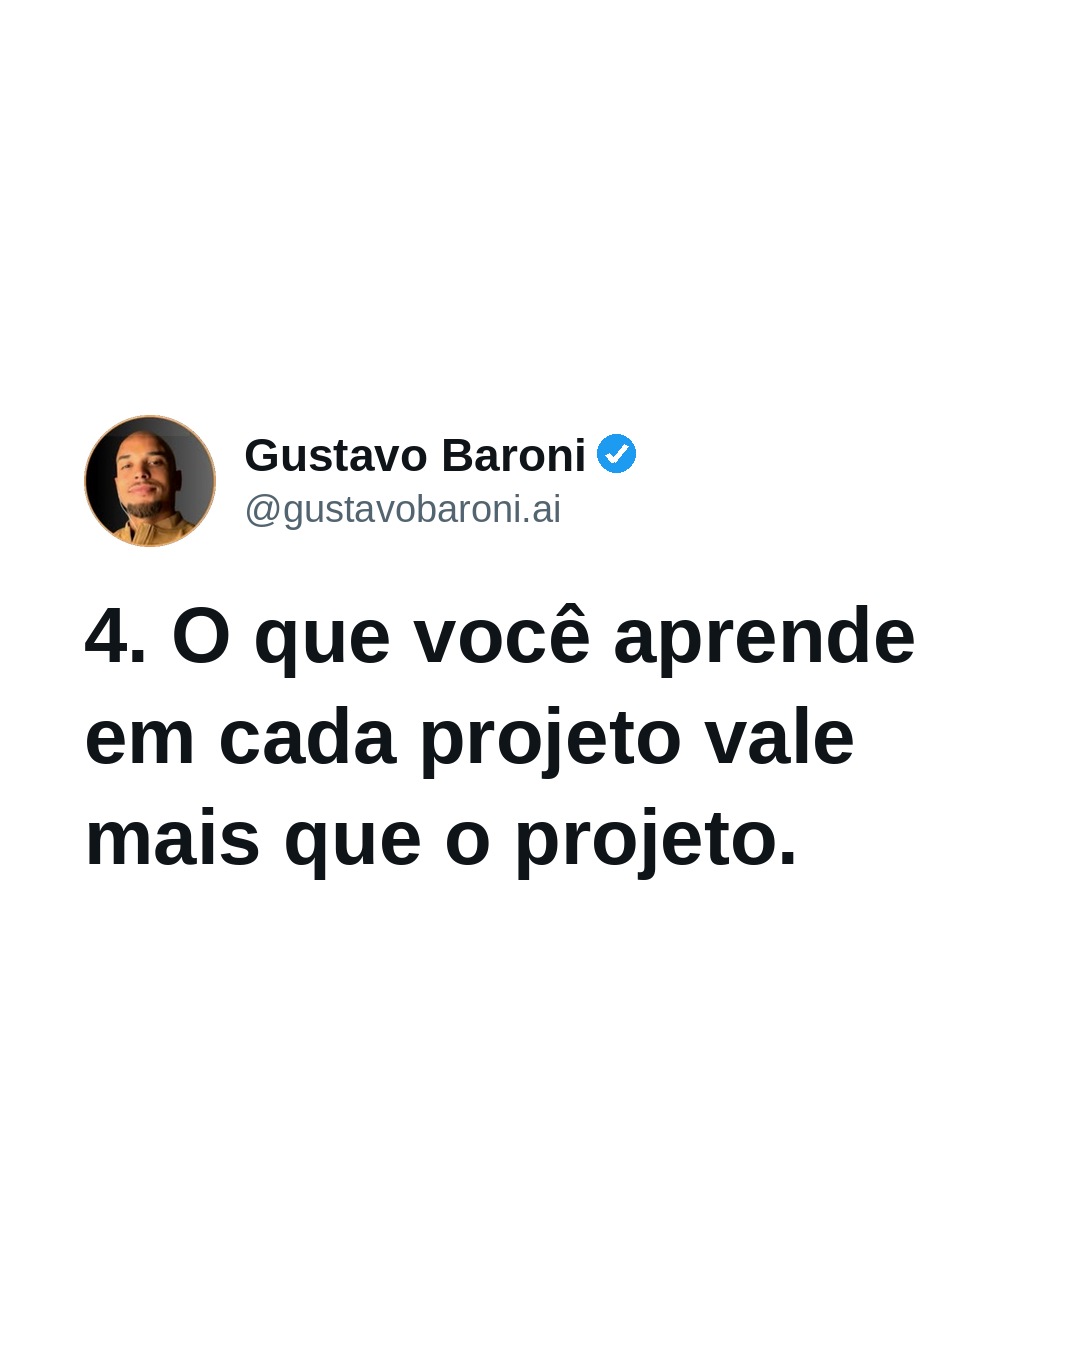 Gustavo Baroni
@gustavobaroni.ai
4. O que você aprende
em cada projeto vale
mais que o projeto.